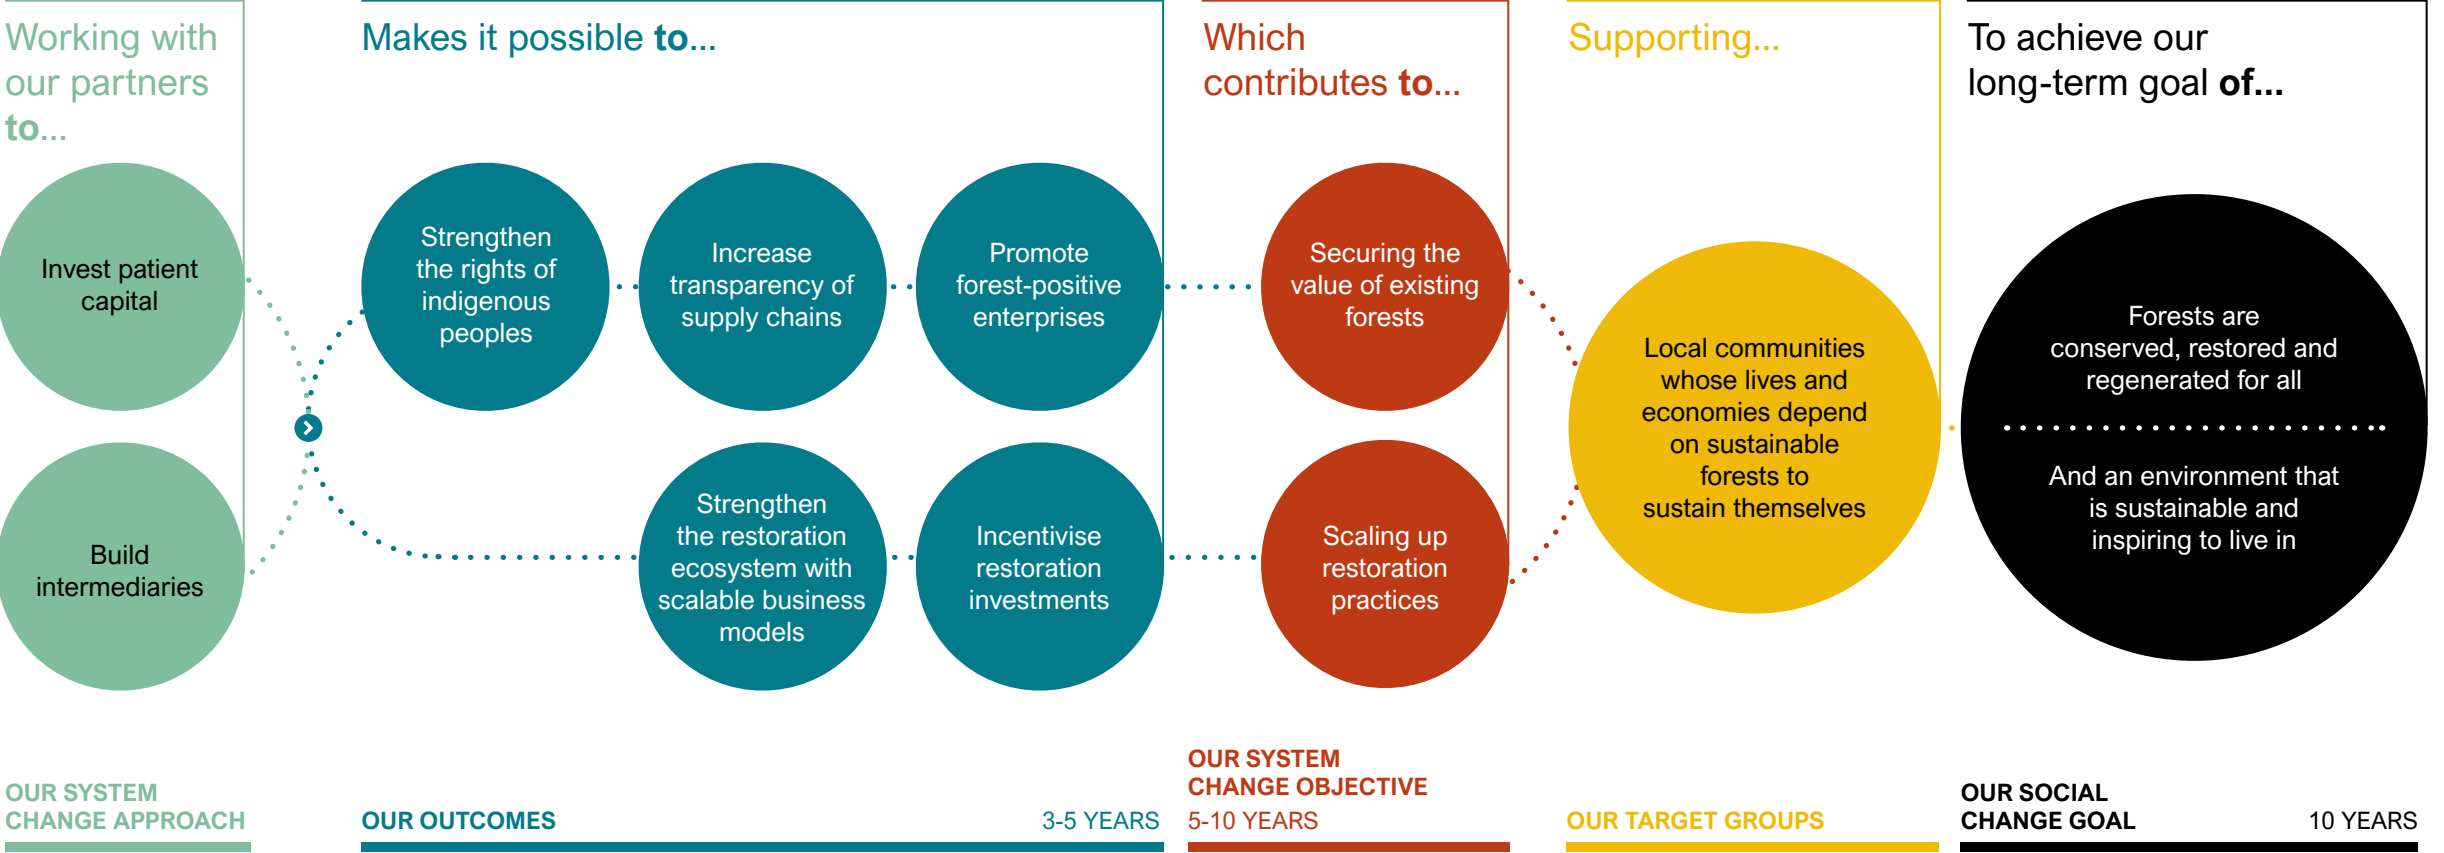 Working with
our partners
to...
Makes it possible to...
Which
contributes to...
Supporting...
To achieve our
long-term goal of...
Invest patient
capital
Build
intermediaries
Strengthen
the rights of
indigenous
peoples
Increase
transparency of
supply chains
Promote
forest-positive
enterprises
Strengthen
the restoration
ecosystem with
scalable business
models
Incentivise
restoration
investments
Securing the
value of existing
forests
Scaling up
restoration
practices
Local communities
whose lives and
economies depend
on sustainable
forests to
sustain themselves
Forests are
conserved, restored and
regenerated for all
And an environment that
is sustainable and
inspiring to live in
OUR SYSTEM
CHANGE APPROACH
OUR OUTCOMES
3-5 YEARS
OUR SYSTEM
CHANGE OBJECTIVE
5-10 YEARS
OUR TARGET GROUPS
OUR SOCIAL
CHANGE GOAL
10 YEARS